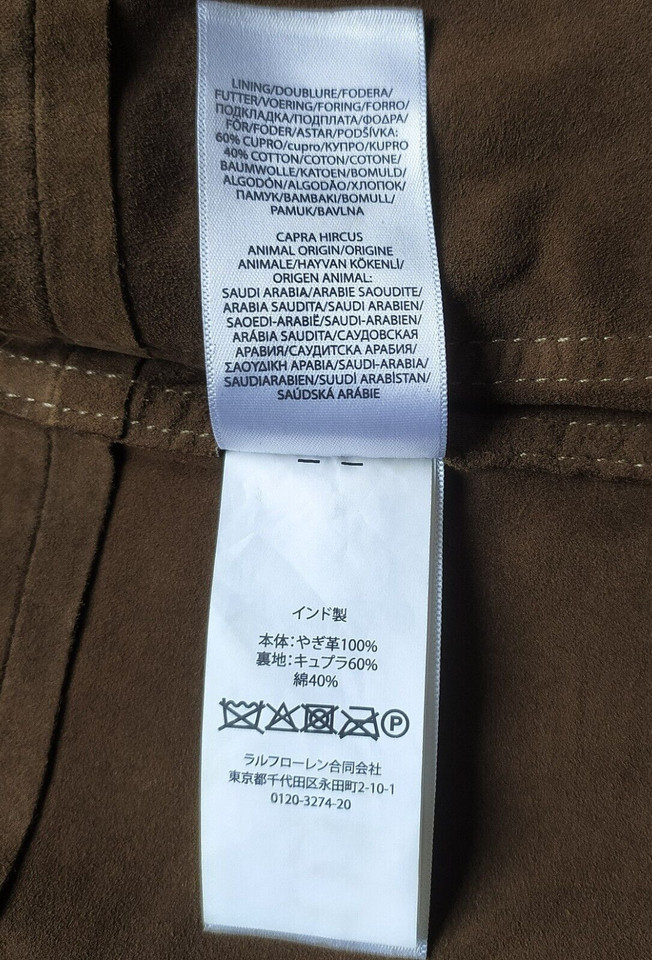 LINING/DOUBLURE/FODERA/
FUTTER/VOERING/FORING/FORRO/
ПОДКЛАДКА/ПОДПЛАТА/ΦΟΔΡΑ/
FÔR/FODER/ASTAR/PODŠÍVKA:
60% CUPRO/cupro/КУПРО/KUPRO
40% COTTON/COTON/COTONE/
BAUMWOLLE/KATOEN/BOMULD/
ALGODÓN/ALGODÃO/ХЛОПОК/
ПАМУК/ΒΑΜΒΑΚΙ/BOMULL/
PAMUK/BAVLNA
CAPRA HIRCUS
ANIMAL ORIGIN/ORIGINE
ANIMALE/HAYVAN KÖKENLİ/
ORIGEN ANIMAL:
SAUDI ARABIA/ARABIE SAOUDITE/
ARABIA SAUDITA/SAUDI ARABIEN/
SAOEDI-ARABIË/SAUDI-ARABIEN/
ARÁBIA SAUDITA/САУДОВСКАЯ
АРАВИЯ/САУДИТСКА АРАБИЯ/
ΣΑΟΥΔΙΚΗ ΑΡΑΒΙΑ/SAUDI-ARABIA/
SAUDIARABIEN/SUUDİ ARABİSTAN/
SAÚDSKÁ ARÁBIE
インド製
本体:やぎ革100%
裏地:キュプラ60%
綿40%
P
ラルフローレン合同会社
東京都千代田区永田町2-10-1
0120-3274-20